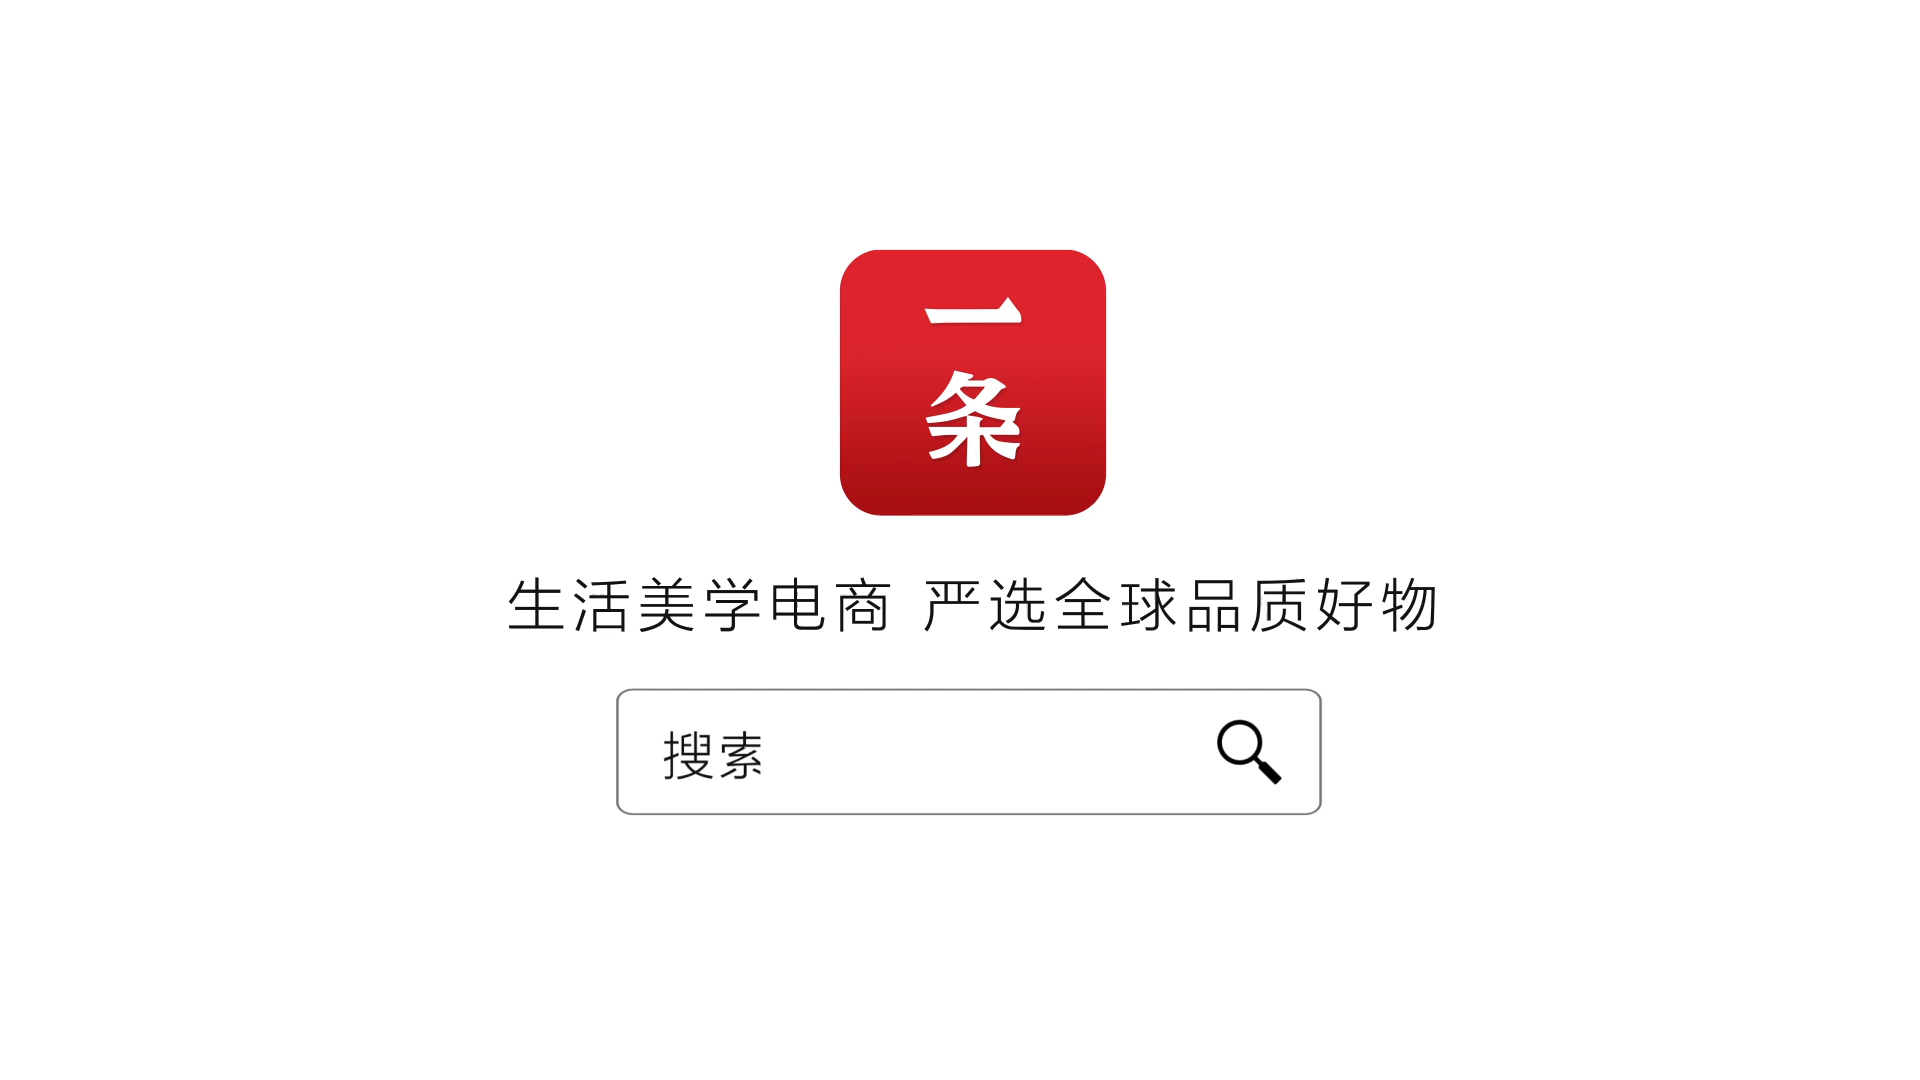 一
条
生活美学电商 严选全球品质好物
搜索